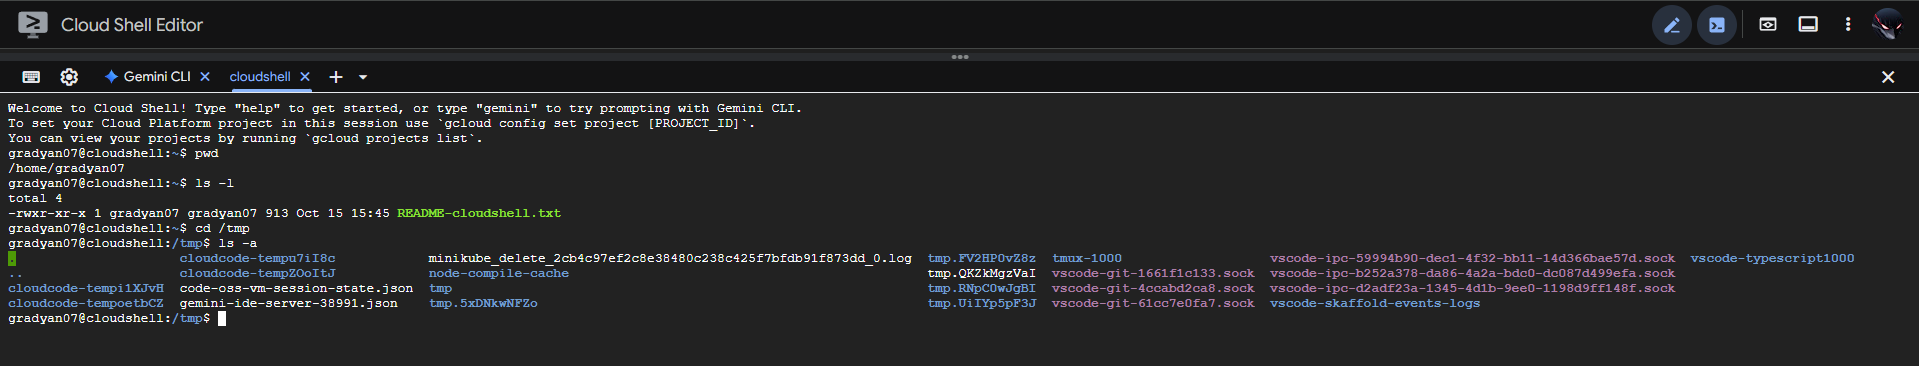 Cloud Shell Editor
Gemini CLI
cloudshell
Welcome to Cloud Shell! Type "help" to get started, or type "gemini" to try prompting with Gemini CLI.
To set your Cloud Platform project in this session use `gcloud config set project [PROJECT_ID]`.
You can view your projects by running `gcloud projects list`.
gradyan07@cloudshell:~$ pwd
/home/gradyan07
gradyan07@cloudshell:~$ ls -l
total 4
-rwxr-xr-x 1 gradyan07 gradyan07 913 Oct 15 15:45 README-cloudshell.txt
gradyan07@cloudshell:~$ cd /tmp
gradyan07@cloudshell:/tmp$ ls -a
. cloudcode-tempu7iI8c minikube_delete_2cb4c97ef2c8e38480c238c425f7bfdb91f873dd_0.log tmp.FV2HP0vZ8z tmux-1000 vscode-ipc-59994b90-dec1-4f32-bb11-14d366bae57d.sock vscode-typescript1000
.. cloudcode-tempZOoItJ node-compile-cache tmp.QKZkMgzVaI vscode-git-1661f1c133.sock vscode-ipc-b252a378-da86-4a2a-bdc0-dc087d499efa.sock
cloudcode-tempi1XJvH code-oss-vm-session-state.json tmp tmp.RNpC0wJgBI vscode-git-4ccabd2ca8.sock vscode-ipc-d2adf23a-1345-4d1b-9ee0-1198d9ff148f.sock
cloudcode-tempoetbCZ gemini-ide-server-38991.json tmp.5xDNkwNFZo tmp.UiIYp5pF3J vscode-git-61cc7e0fa7.sock vscode-skaffold-events-logs
gradyan07@cloudshell:/tmp$